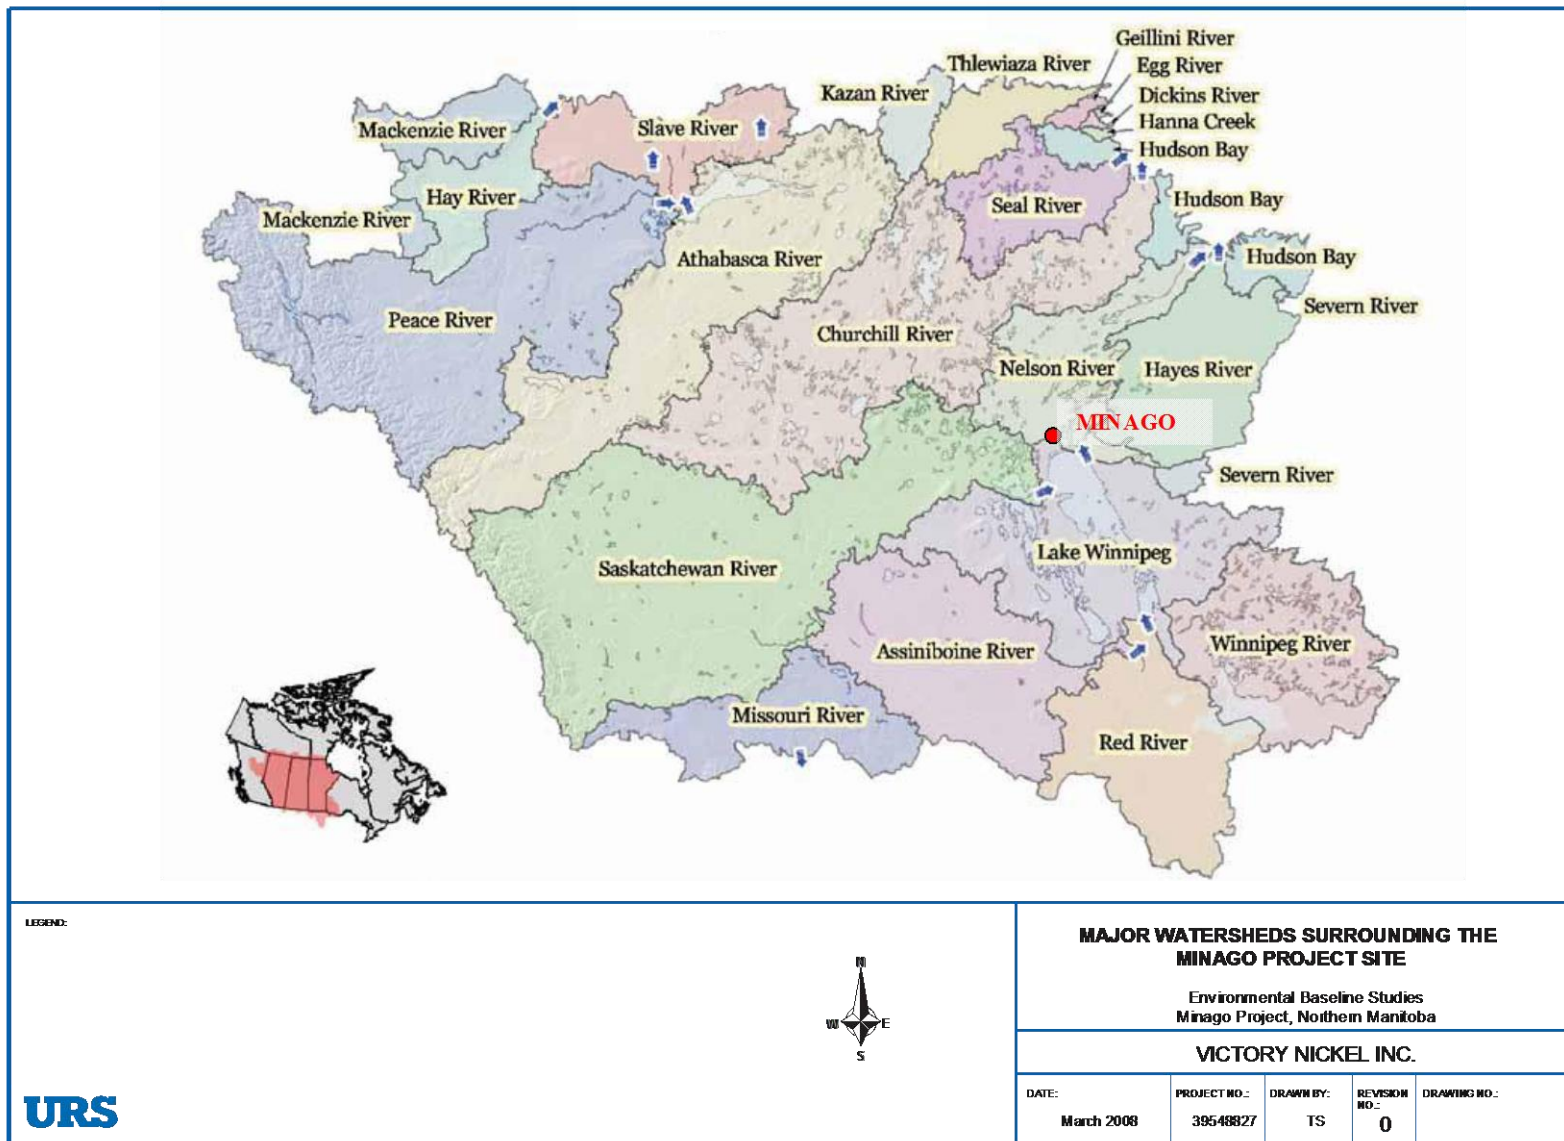 Geillini River
Thlewiaza River
Egg River
Kazan River
Dickins River
Hanna Creek
Mackenzie River
Slave River
Hudson Bay
Hay River
Seal River
Hudson Bay
Mackenzie River
Athabasca River
Hudson Bay
Severn River
Peace River
Churchill River
Nelson River
Hayes River
MINAGO
Severn River
Lake Winnipeg
Saskatchewan River
Assiniboine River
Winnipeg River
Missouri River
Red River
LEGEND:
N
W E
S
URS
MAJOR WATERSHEDS SURROUNDING THE
MINAGO PROJECT SITE
Environmental Baseline Studies
Minago Project, Northern Manitoba
VICTORY NICKEL INC.
DATE:
March 2008
PROJECT NO.:
39548827
DRAWN BY:
TS
REVISION
NO.:
0
DRAWING NO.: